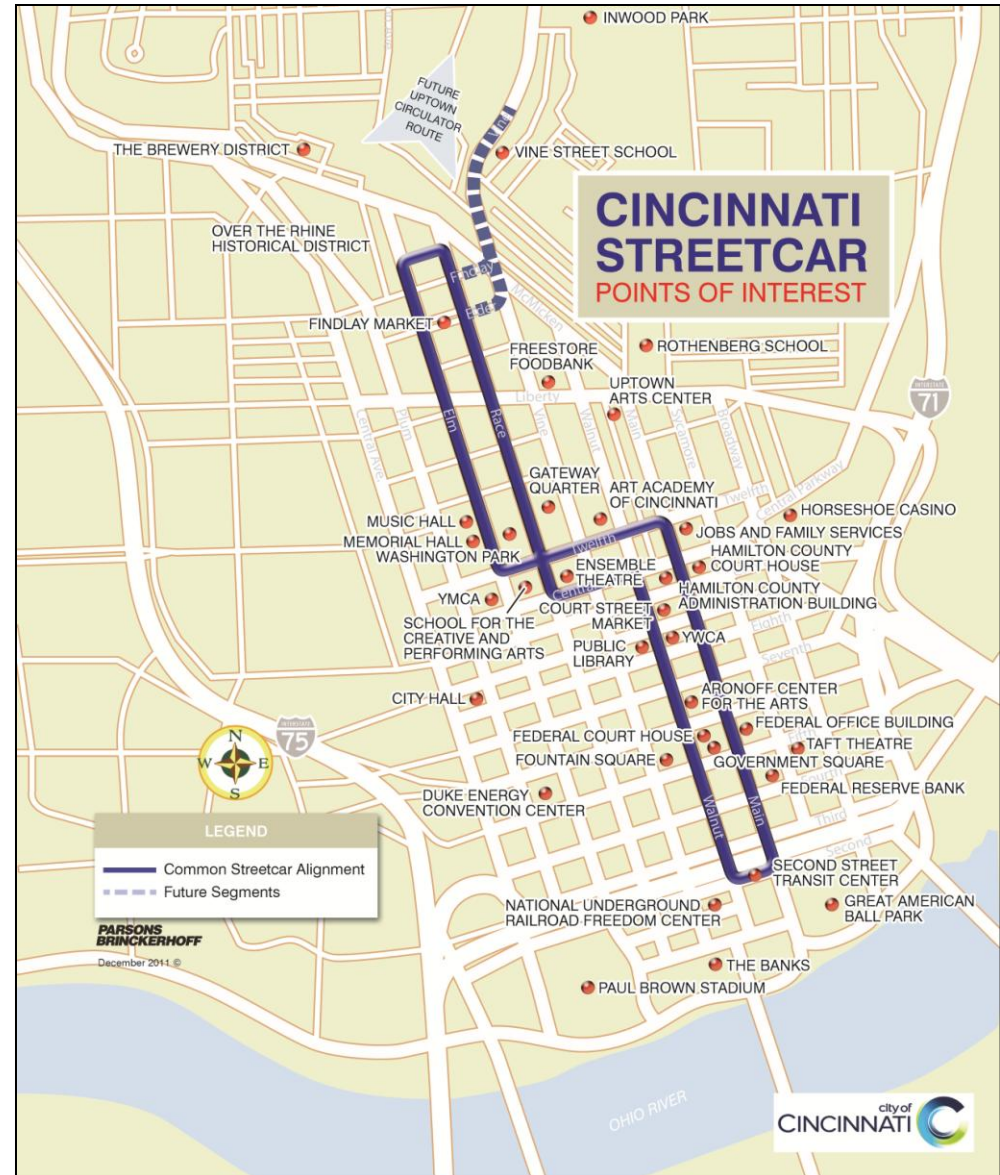 INWOOD PARK
FUTURE
UPTOWN
CIRCULATOR
ROUTE
Vine
THE BREWERY DISTRICT
VINE STREET SCHOOL
CINCINNATI
STREETCAR
POINTS OF INTEREST
OVER THE RHINE
HISTORICAL DISTRICT
Findlay
Elder
McMicken
FINDLAY MARKET
ROTHENBERG SCHOOL
FREESTORE
FOODBANK
UPTOWN
ARTS CENTER
INTERSTATE
71
Liberty
Central Ave.
Plum
Elm
Race
Vine
Walnut
Main
Sycamore
Broadway
GATEWAY
QUARTER
ART ACADEMY
OF CINCINNATI
Twelfth
Central Parkway
HORSESHOE CASINO
MUSIC HALL
MEMORIAL HALL
WASHINGTON PARK
Twelfth
JOBS AND FAMILY SERVICES
HAMILTON COUNTY
COURT HOUSE
ENSEMBLE
THEATRE
Central
YMCA
HAMILTON COUNTY
ADMINISTRATION BUILDING
COURT STREET
MARKET
SCHOOL FOR THE
CREATIVE AND
PERFORMING ARTS
Eighth
YWCA
PUBLIC
LIBRARY
Seventh
CITY HALL
ARONOFF CENTER
FOR THE ARTS
INTERSTATE
75
N
W E
S
FEDERAL OFFICE BUILDING
FEDERAL COURT HOUSE
Fifth
TAFT THEATRE
FOUNTAIN SQUARE
GOVERNMENT SQUARE
Fourth
FEDERAL RESERVE BANK
DUKE ENERGY
CONVENTION CENTER
Walnut
Main
Third
Second
LEGEND
Common Streetcar Alignment
Future Segments
SECOND STREET
TRANSIT CENTER
NATIONAL UNDERGROUND
RAILROAD FREEDOM CENTER
GREAT AMERICAN
BALL PARK
PARSONS
BRINCKERHOFF
December 2011 ©
THE BANKS
PAUL BROWN STADIUM
OHIO RIVER
city of
CINCINNATI